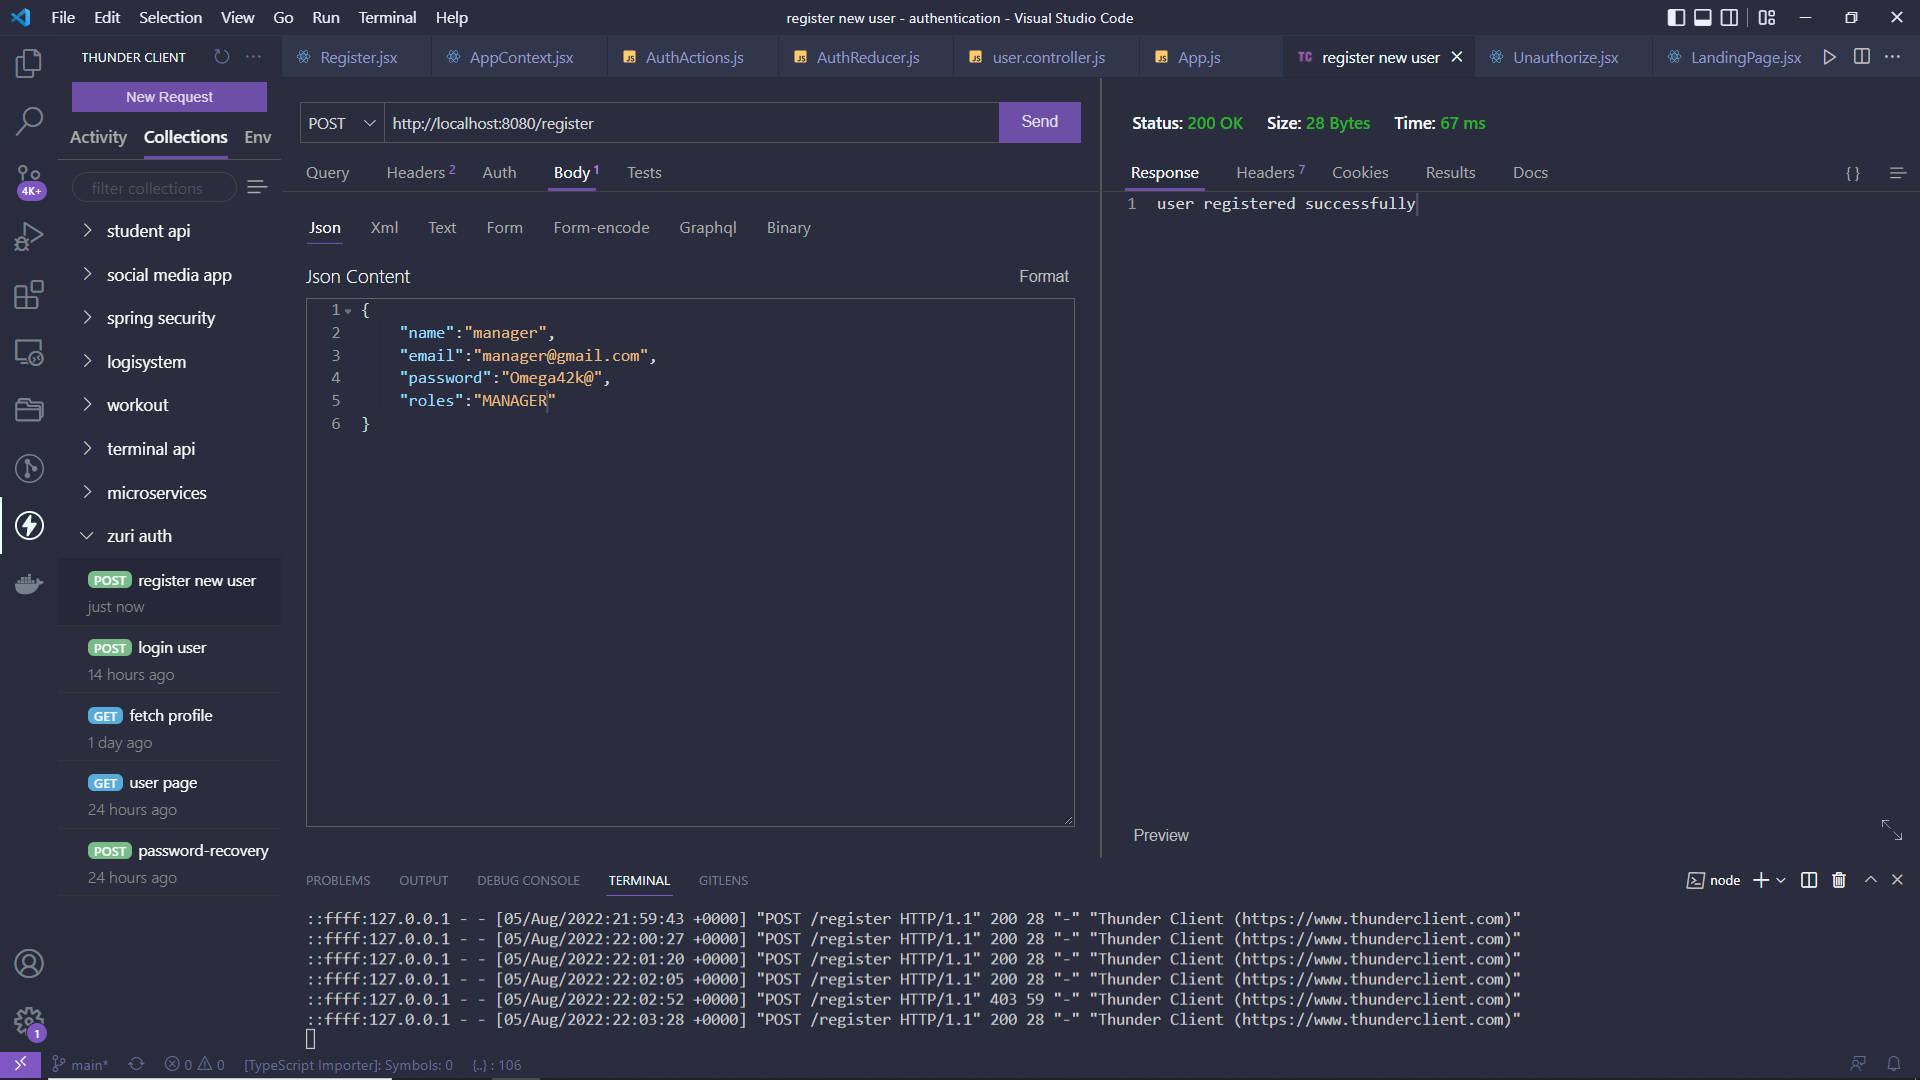 File Edit Selection View Go Run Terminal Help
register new user - authentication - Visual Studio Code
THUNDER CLIENT
Register.jsx
AppContext.jsx
JS AuthActions.js
JS AuthReducer.js
JS user.controller.js
JS App.js
TC register new user
Unauthorize.jsx
LandingPage.jsx
New Request
Activity Collections Env
filter collections
4K+
student api
social media app
spring security
logisystem
workout
terminal api
microservices
zuri auth
POST register new user
just now
POST login user
14 hours ago
GET fetch profile
1 day ago
GET user page
24 hours ago
POST password-recovery
24 hours ago
1
POST http://localhost:8080/register Send
Query Headers 2 Auth Body 1 Tests
Json Xml Text Form Form-encode Graphql Binary
Json Content Format
1 {
2 "name":"manager",
3 "email":"manager@gmail.com",
4 "password":"Omega42k@",
5 "roles":"MANAGER"
6 }
Status: 200 OK Size: 28 Bytes Time: 67 ms
Response Headers 7 Cookies Results Docs { }
1 user registered successfully
Preview
PROBLEMS OUTPUT DEBUG CONSOLE TERMINAL GITLENS
node
::ffff:127.0.0.1 - - [05/Aug/2022:21:59:43 +0000] "POST /register HTTP/1.1" 200 28 "-" "Thunder Client (https://www.thunderclient.com)"
::ffff:127.0.0.1 - - [05/Aug/2022:22:00:27 +0000] "POST /register HTTP/1.1" 200 28 "-" "Thunder Client (https://www.thunderclient.com)"
::ffff:127.0.0.1 - - [05/Aug/2022:22:01:20 +0000] "POST /register HTTP/1.1" 200 28 "-" "Thunder Client (https://www.thunderclient.com)"
::ffff:127.0.0.1 - - [05/Aug/2022:22:02:05 +0000] "POST /register HTTP/1.1" 200 28 "-" "Thunder Client (https://www.thunderclient.com)"
::ffff:127.0.0.1 - - [05/Aug/2022:22:02:52 +0000] "POST /register HTTP/1.1" 403 59 "-" "Thunder Client (https://www.thunderclient.com)"
::ffff:127.0.0.1 - - [05/Aug/2022:22:03:28 +0000] "POST /register HTTP/1.1" 200 28 "-" "Thunder Client (https://www.thunderclient.com)"
main* 0 0 [TypeScript Importer]: Symbols: 0 {..} : 106